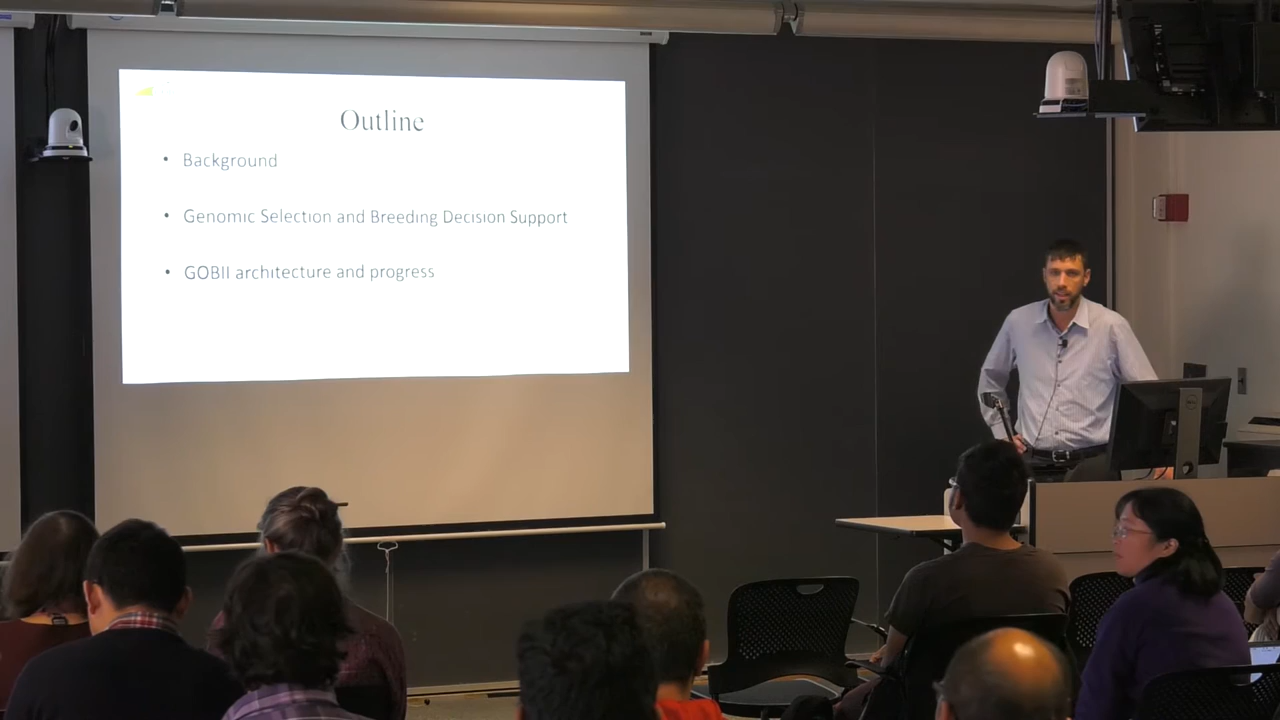 Outline
• Background
• Genomic Selection and Breeding Decision Support
• GOBII architecture and progress